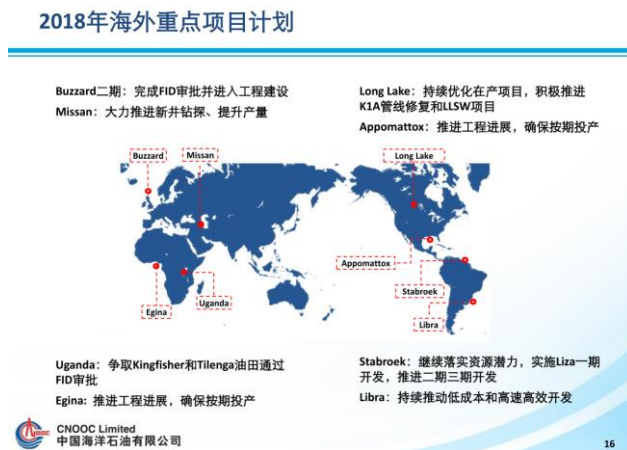 2018年海外重点项目计划
Buzzard二期：完成FID审批并进入工程建设
Missan：大力推进新井钻探、提升产量
Long Lake：持续优化在产项目，积极推进
K1A管线修复和LLSW项目
Appomattox：推进工程进展，确保按期投产
Buzzard
Missan
Long Lake
Appomattox
Stabroek
Uganda
Egina
Libra
Uganda：争取Kingfisher和Tilenga油田通过
FID审批
Egina: 推进工程进展，确保按期投产
Stabroek：继续落实资源潜力，实施Liza一期
开发，推进二期三期开发
Libra：持续推动低成本和高速高效开发
CNOOC
CNOOC Limited
中国海洋石油有限公司
16